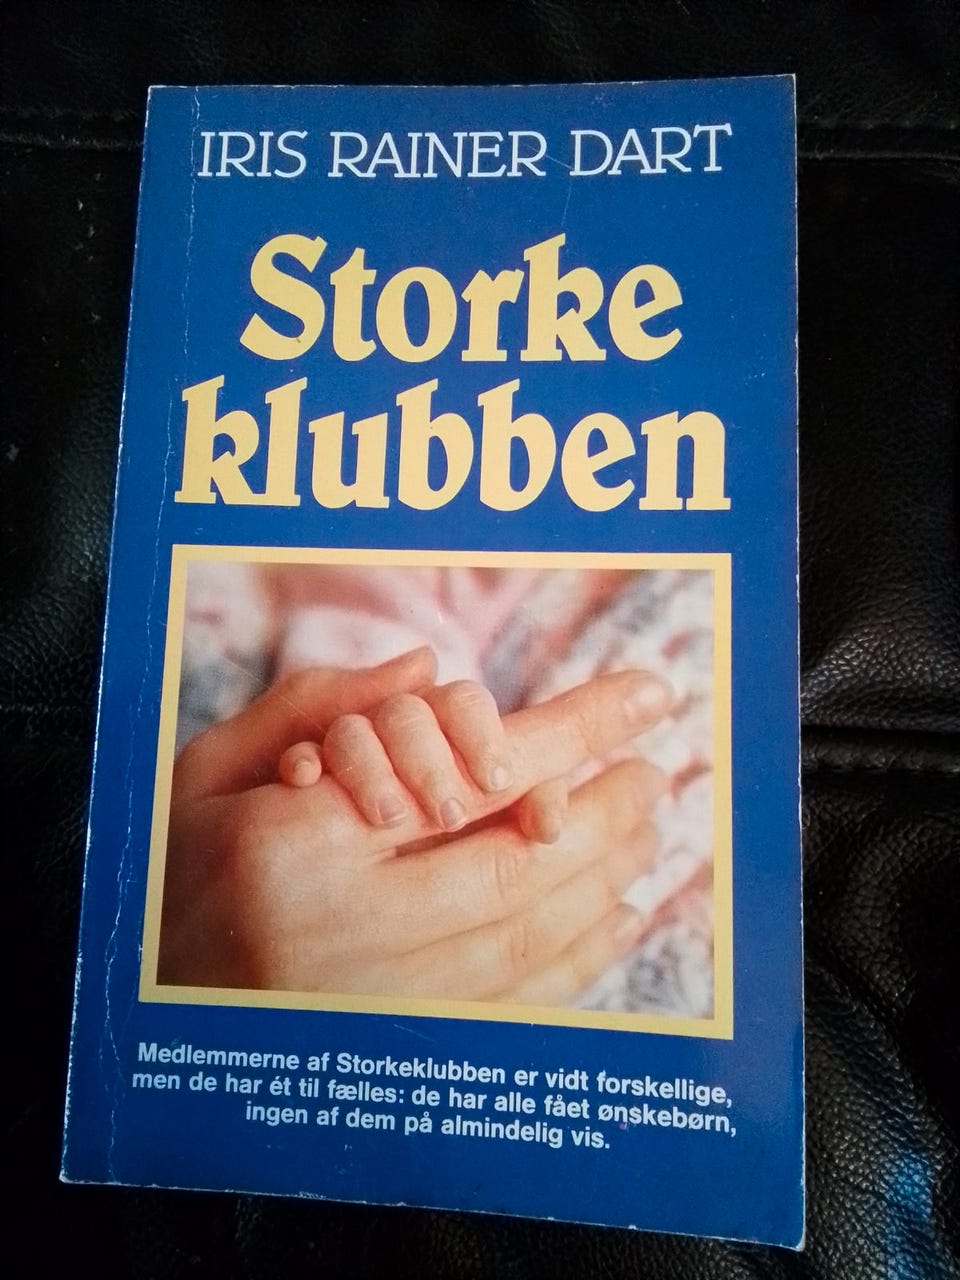 IRIS RAINER DART
Storke
klubben
Medlemmerne af Storkeklubben er vidt forskellige,
men de har ét til fælles: de har alle fået ønskebørn,
ingen af dem på almindelig vis.